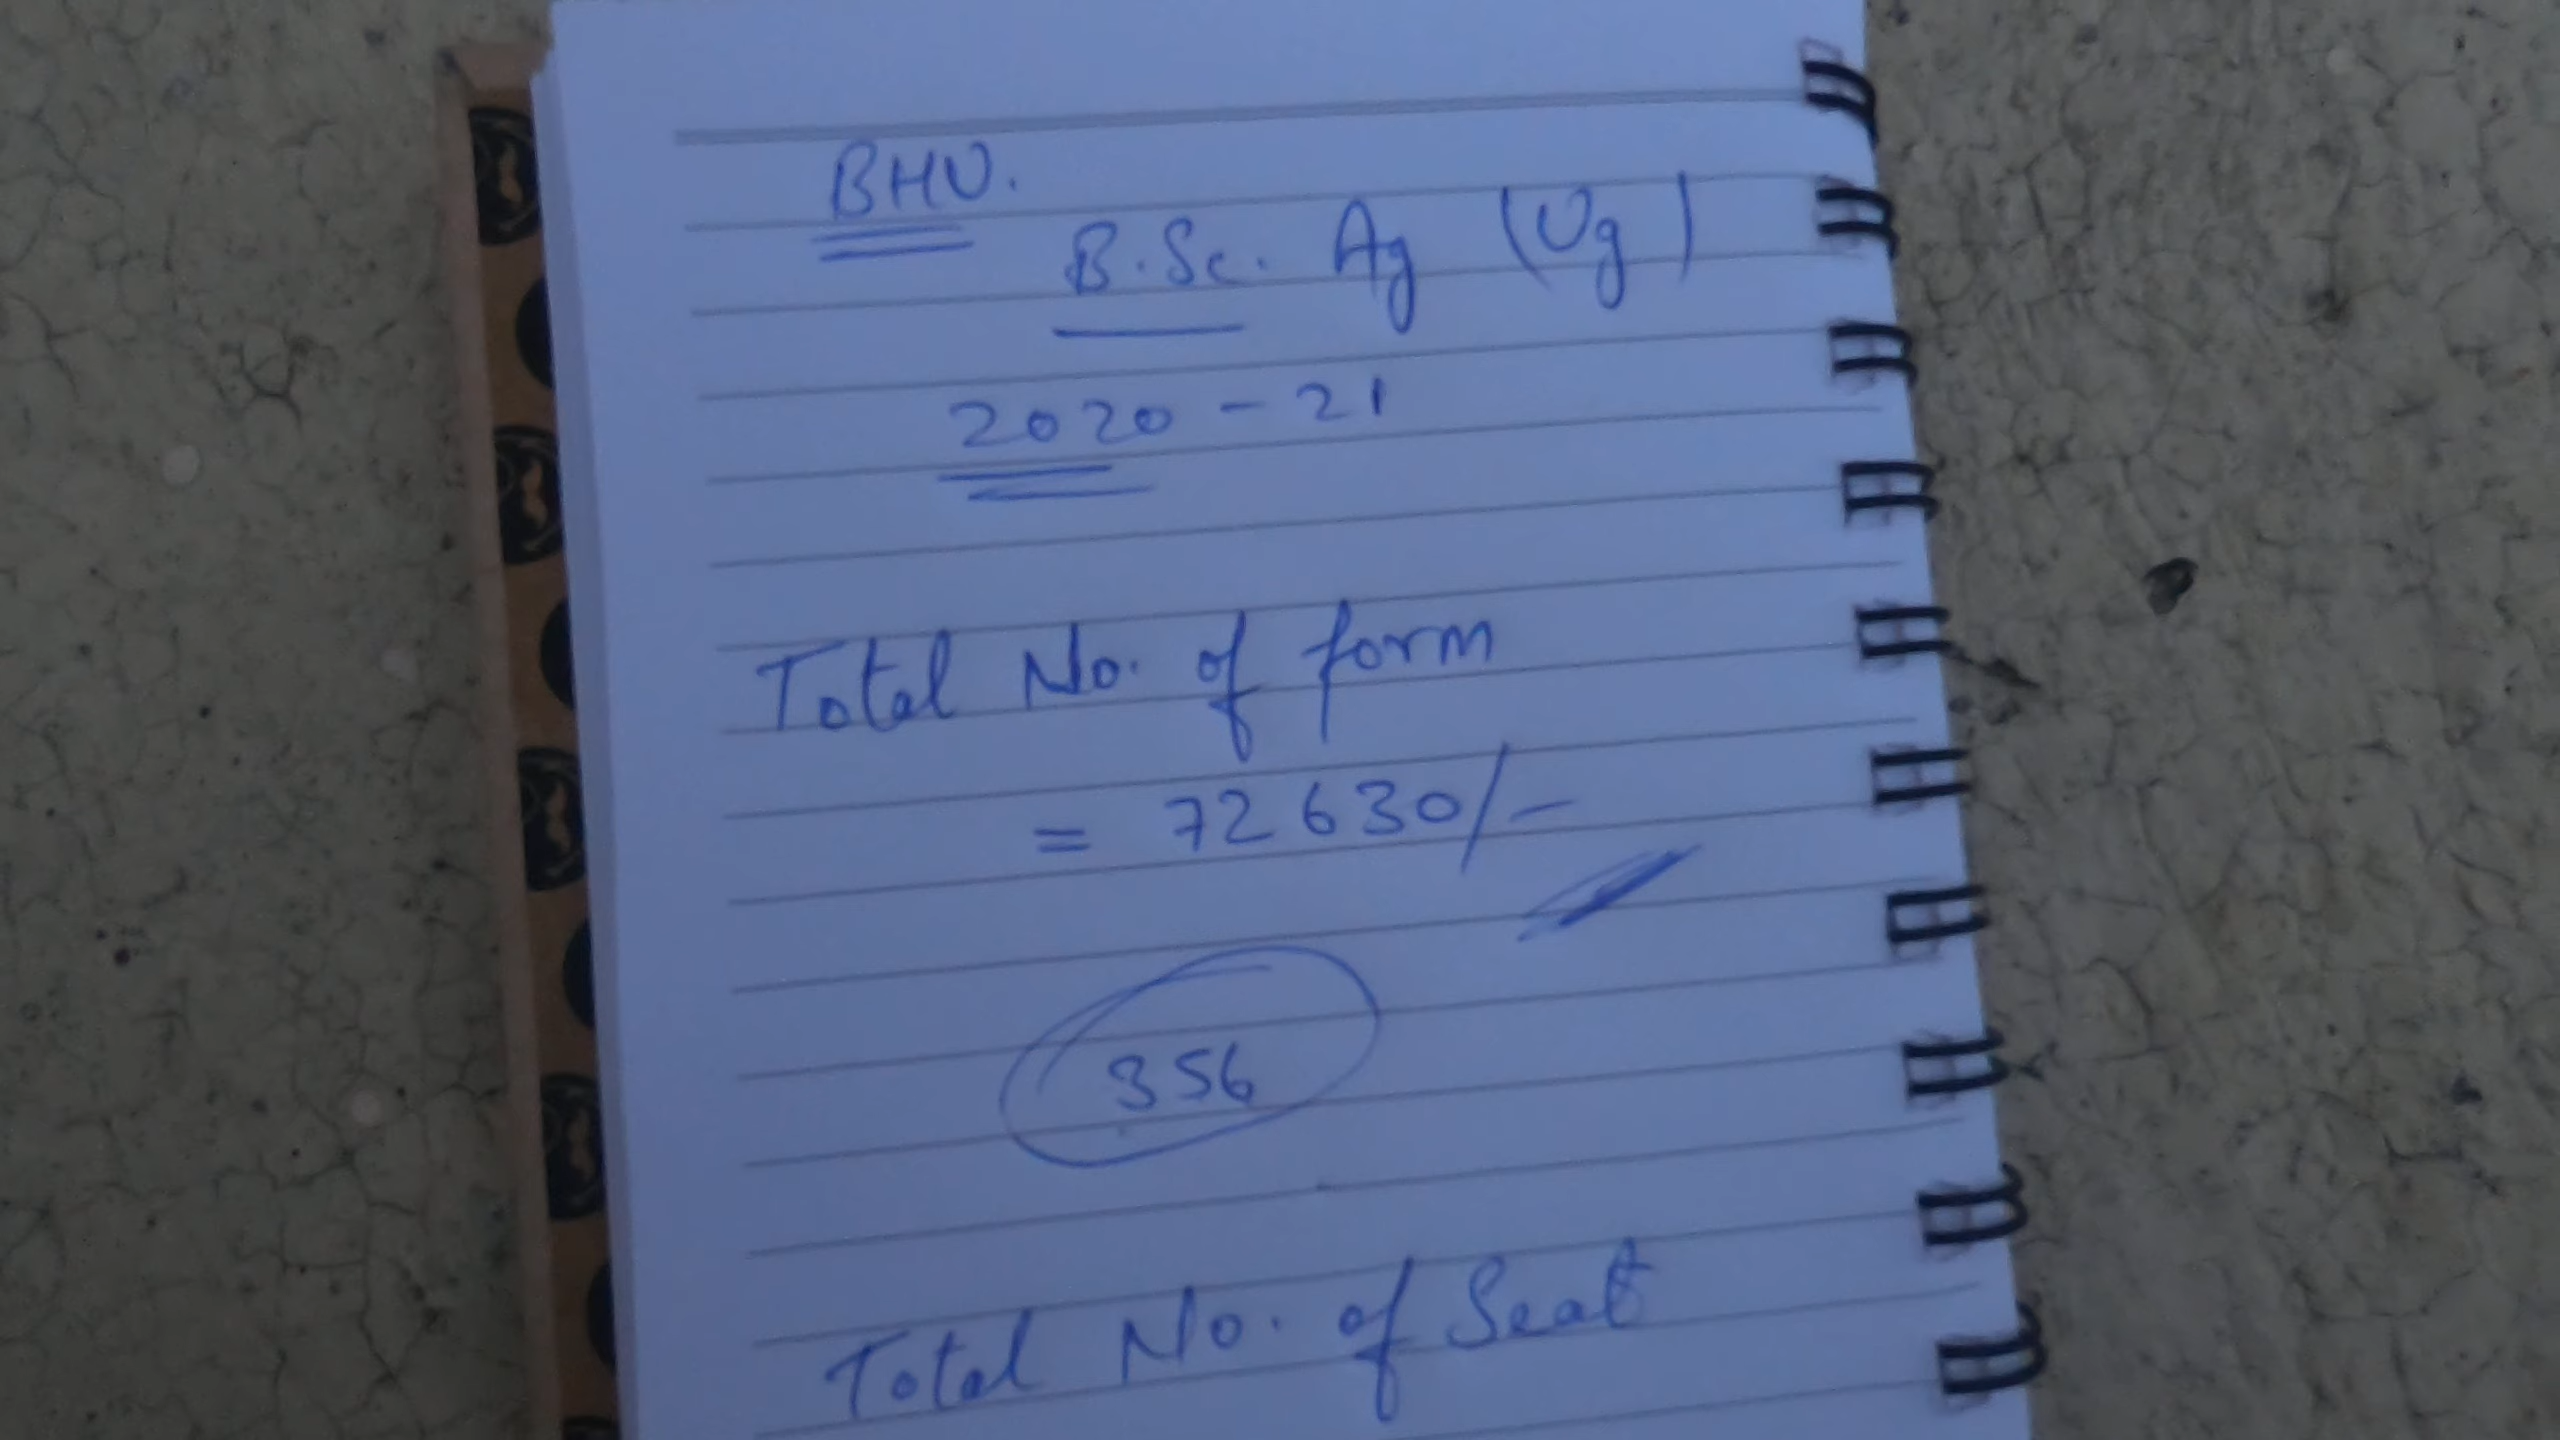 BHU.
B.Sc. Ag (Ug)
2020 - 21
Total No. of form
= 72630/-
356
Total No. of Seat